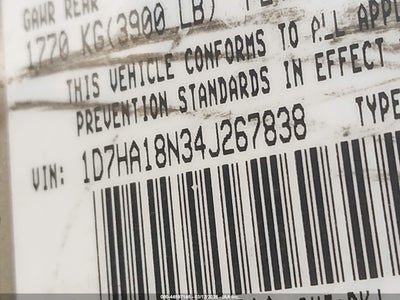 GAWR REAR
1770 KG(3900 LB)
THIS VEHICLE CONFORMS TO ALL APPL
PREVENTION STANDARDS IN EFFECT
VIN: 1D7HA18N34J267838 TYPE